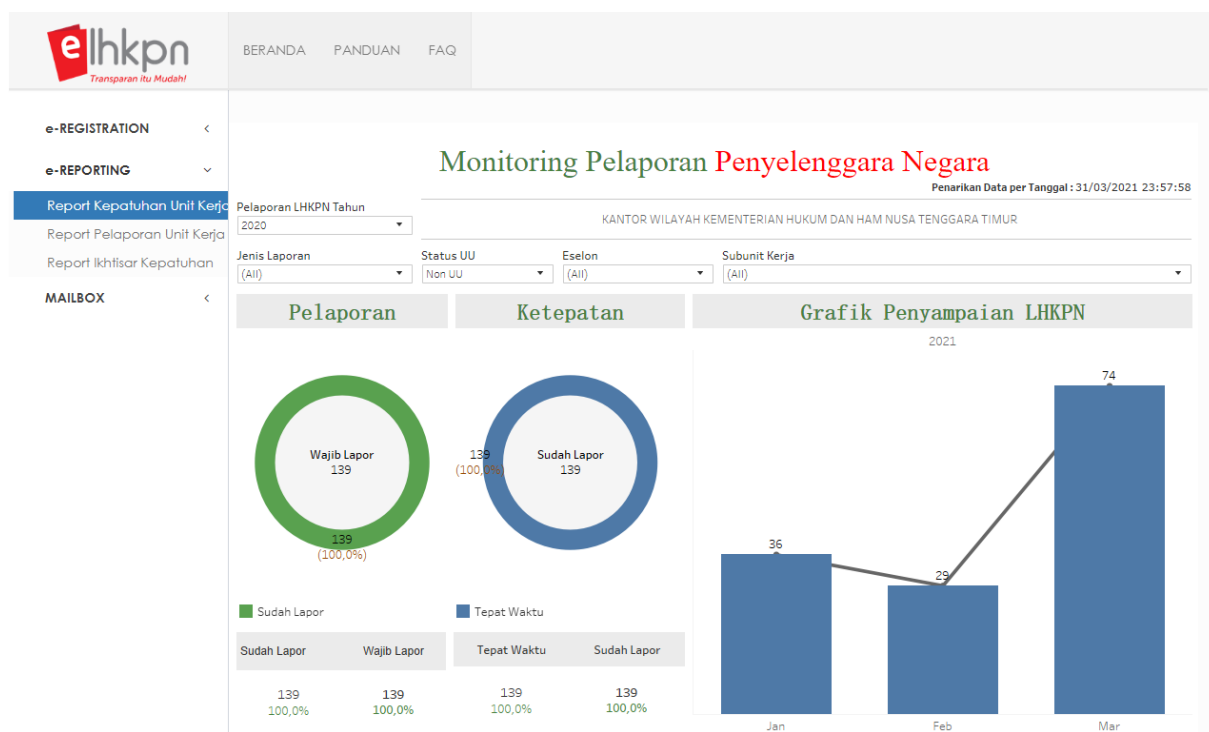 elhkpn
Transparan itu Mudah!
BERANDA PANDUAN FAQ
e-REGISTRATION
e-REPORTING
Report Kepatuhan Unit Kerja
Report Pelaporan Unit Kerja
Report Ikhtisar Kepatuhan
MAILBOX
Monitoring Pelaporan Penyelenggara Negara
Penarikan Data per Tanggal : 31/03/2021 23:57:58
Pelaporan LHKPN Tahun
2020
KANTOR WILAYAH KEMENTERIAN HUKUM DAN HAM NUSA TENGGARA TIMUR
Jenis Laporan Status UU Eselon Subunit Kerja
(All) Non UU (All) (All)
Pelaporan Ketepatan Grafik Penyampaian LHKPN
2021
Wajib Lapor
139
139
(100,0%)
Sudah Lapor
139
139
(100,0%)
74
36
29
Sudah Lapor Tepat Waktu
Sudah Lapor Wajib Lapor Tepat Waktu Sudah Lapor
139 139 139 139
100,0% 100,0% 100,0% 100,0%
Jan Feb Mar